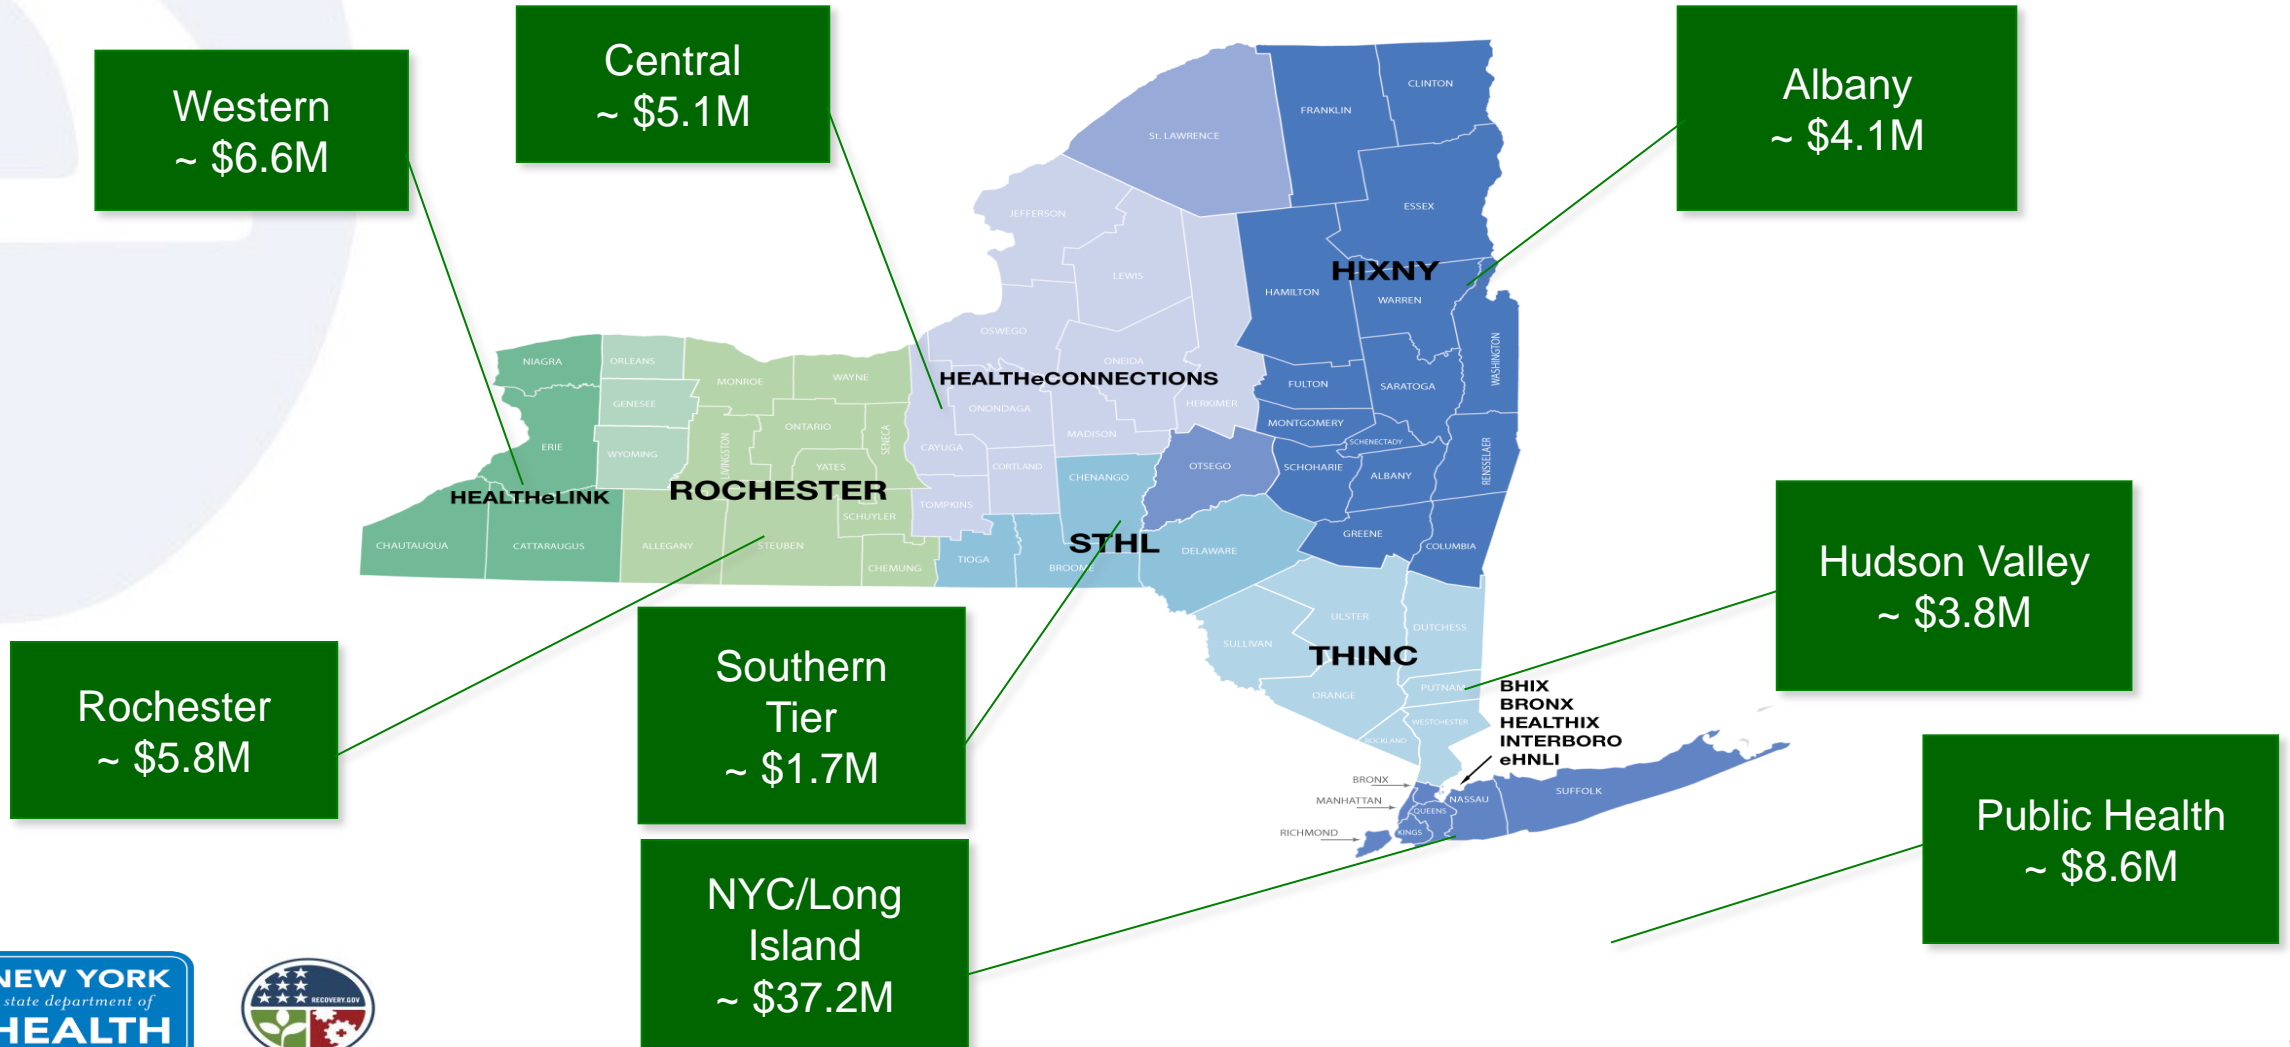 Western
~ $6.6M
Central
~ $5.1M
Albany
~ $4.1M
CLINTON
FRANKLIN
St. LAWRENCE
ESSEX
JEFFERSON
LEWIS
HIXNY
HAMILTON
WARREN
OSWEGO
ONEIDA
WASHINGTON
NIAGRA
ORLEANS
MONROE
WAYNE
HEALTHeCONNECTIONS
FULTON
SARATOGA
GENESEE
ONONDAGA
HERKIMER
MONTGOMERY
ONTARIO
SENECA
MADISON
SCHENECTADY
ERIE
WYOMING
LIVINGSTON
YATES
CAYUGA
CORTLAND
OTSEGO
SCHOHARIE
ALBANY
RENSSELAER
CHENANGO
HEALTHeLINK
ROCHESTER
TOMPKINS
SCHUYLER
GREENE
COLUMBIA
CHAUTAUQUA
CATTARAUGUS
ALLEGANY
STEUBEN
STHL
DELAWARE
TIOGA
BROOME
CHEMUNG
Hudson Valley
~ $3.8M
ULSTER
DUTCHESS
SULLIVAN
THINC
ORANGE
PUTNAM
WESTCHESTER
ROCKLAND
BHIX
BRONX
HEALTHIX
INTERBORO
eHNLI
Rochester
~ $5.8M
Southern
Tier
~ $1.7M
BRONX
MANHATTAN
QUEENS
NASSAU
SUFFOLK
RICHMOND
KINGS
Public Health
~ $8.6M
NYC/Long
Island
~ $37.2M
NEW YORK
state department of
HEALTH
RECOVERY.GOV